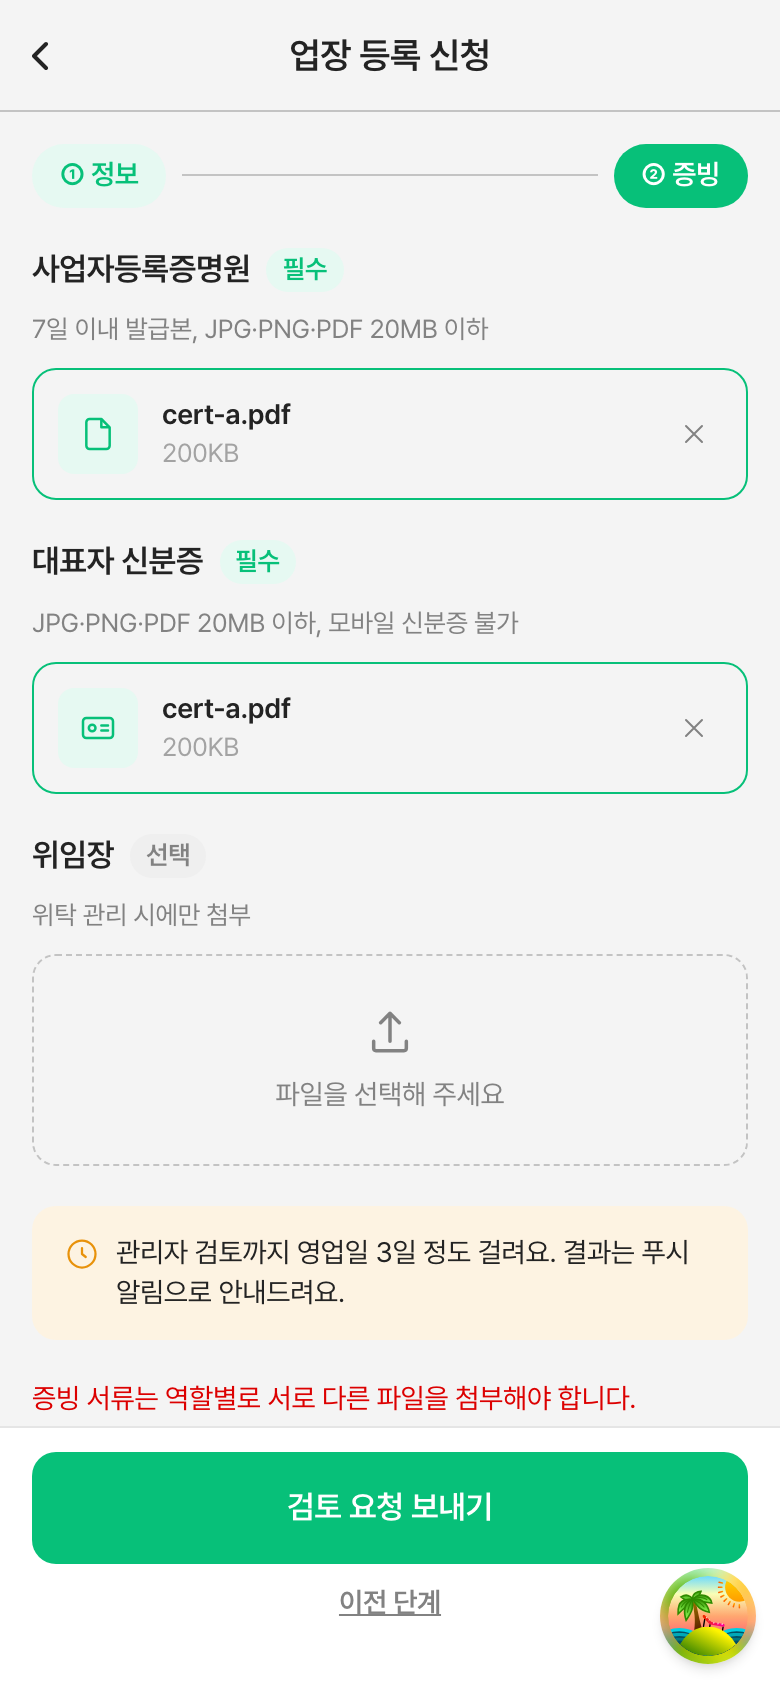 업장 등록 신청
① 정보
② 증빙
사업자등록증명원 필수
7일 이내 발급본, JPG·PNG·PDF 20MB 이하
cert-a.pdf
200KB
대표자 신분증 필수
JPG·PNG·PDF 20MB 이하, 모바일 신분증 불가
cert-a.pdf
200KB
위임장 선택
위탁 관리 시에만 첨부
파일을 선택해 주세요
관리자 검토까지 영업일 3일 정도 걸려요. 결과는 푸시
알림으로 안내드려요.
증빙 서류는 역할별로 서로 다른 파일을 첨부해야 합니다.
검토 요청 보내기
이전 단계